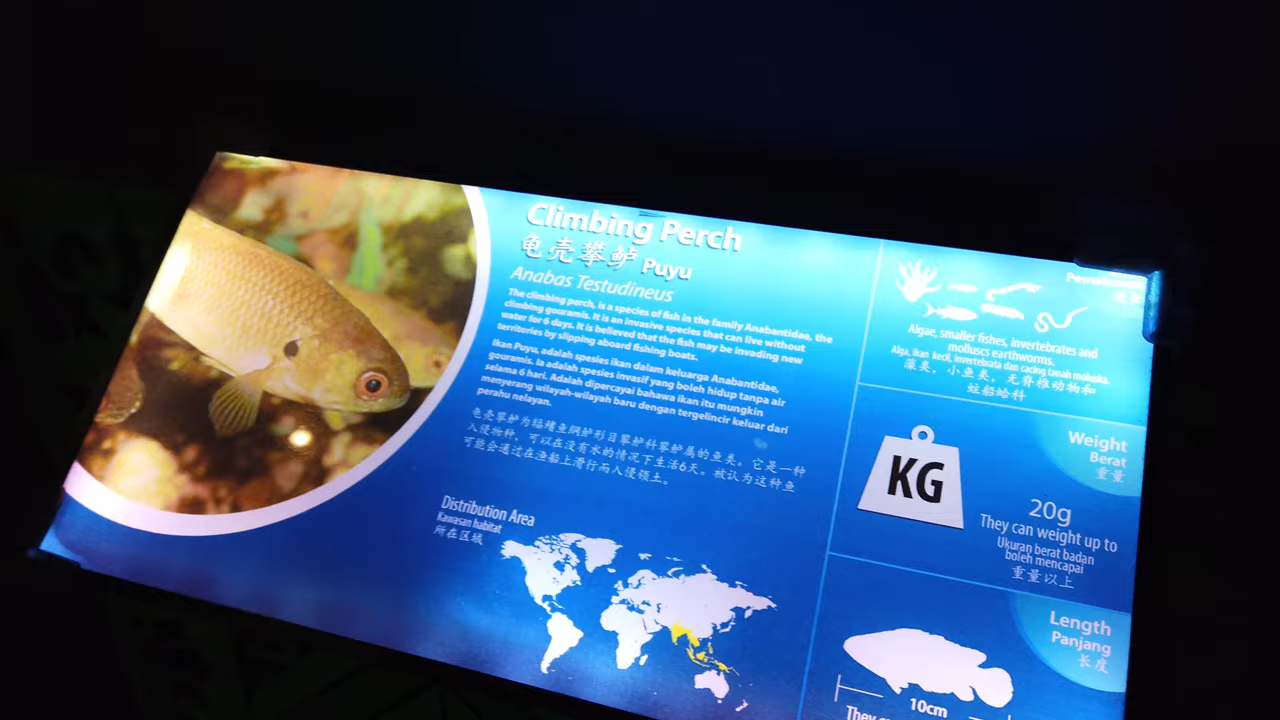 Climbing Perch
龟壳攀鲈 Puyu
Anabas Testudineus
The climbing perch, is a species of fish in the family Anabantidae, the
climbing gouramis. It is an invasive species that can live without
water for 6 days. It is believed that the fish may be invading new
territories by slipping aboard fishing boats.
Ikan Puyu, adalah spesies ikan dalam keluarga Anabantidae,
gouramis. Ia adalah spesies invasif yang boleh hidup tanpa air
selama 6 hari. Adalah dipercayai bahawa ikan itu mungkin
menyerang wilayah-wilayah baru dengan tergelincir keluar dari
perahu nelayan.
龟壳攀鲈为辐鳍鱼纲鲈形目攀鲈科攀鲈属的鱼类。它是一种
入侵物种，可以在没有水的情况下生活6天。被认为这种鱼
可能会通过在渔船上滑行而入侵领土。
Distribution Area
Kawasan habitat
所在区域
Algae, smaller fishes, invertebrates and
molluscs earthworms.
Alga, ikan kecil, invertebrata dan cacing tanah moluska.
藻类、小鱼类、无脊椎动物和
蛭船蛤科
Weight
Berat
重量
KG
20g
They can weight up to
Ukuran berat badan
boleh mencapai
重量以上
Length
Panjang
长度
10cm
They